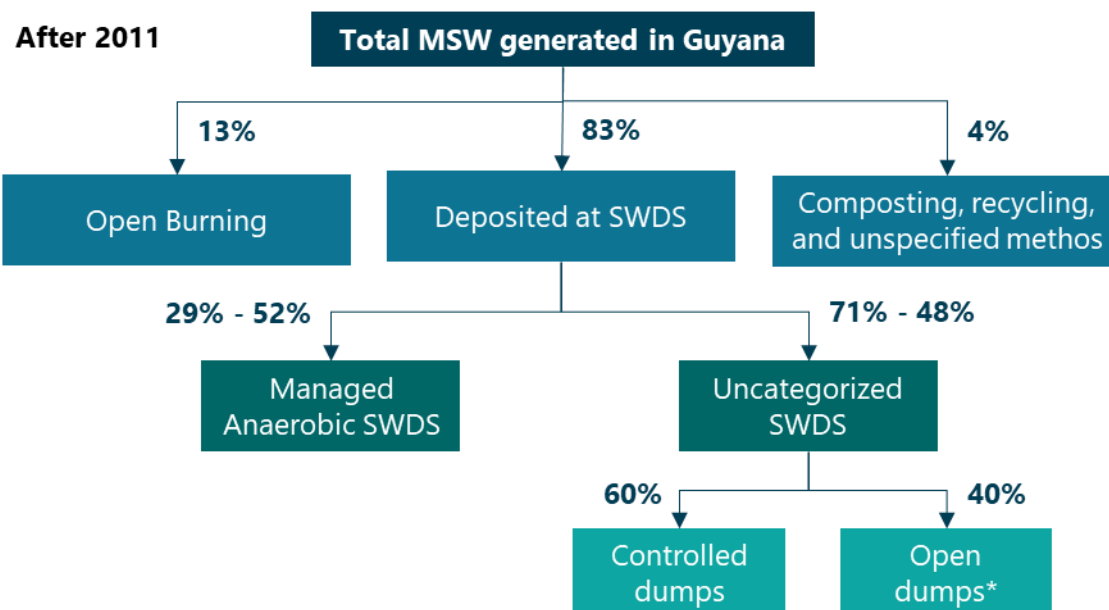 After 2011
Total MSW generated in Guyana
13%
83%
4%
Open Burning
Deposited at SWDS
Composting, recycling,
and unspecified methos
29% - 52%
71% - 48%
Managed
Anaerobic SWDS
Uncategorized
SWDS
60%
40%
Controlled
dumps
Open
dumps*